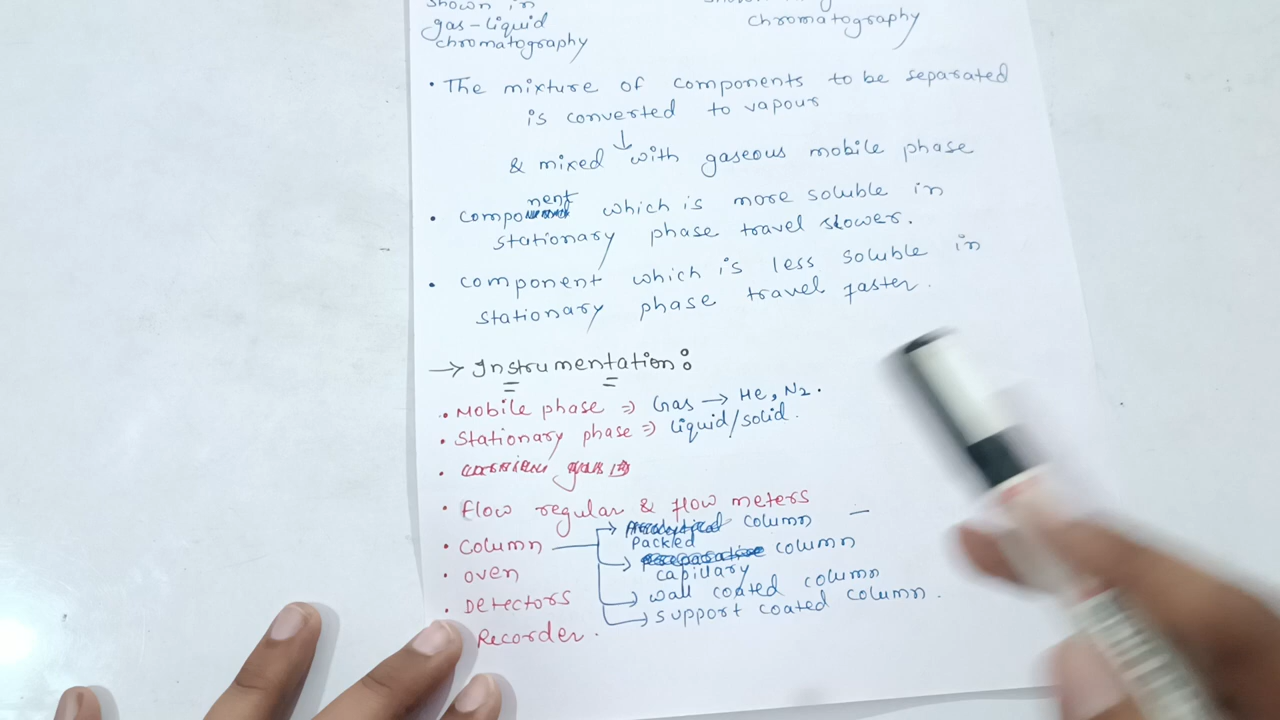 shown in
gas-liquid
chromatography
chromatography
• The mixture of components to be separated
is converted to vapour
↓
& mixed with gaseous mobile phase
• component which is more soluble in
stationary phase travel slower.
• component which is less soluble in
stationary phase travel faster.
→ Instrumentation:
• Mobile phase ⇒ Gas → He, N2.
• Stationary phase ⇒ liquid/solid.
• Flow regular & flow meters
• column → Packed column –
→ capillary column
→ wall coated column
→ support coated column.
• oven
• Detectors
• Recorder.